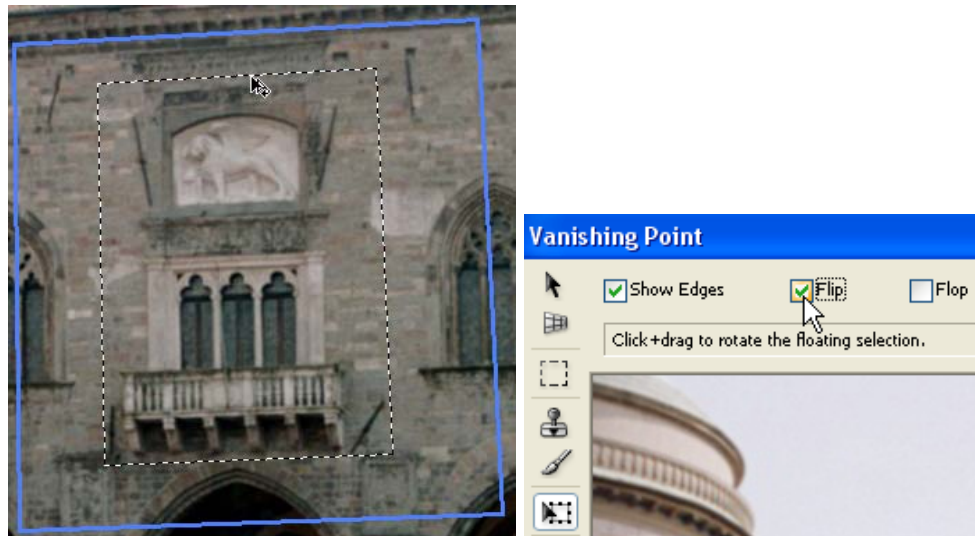 Vanishing Point
Show Edges Flip Flop
Click+drag to rotate the floating selection.